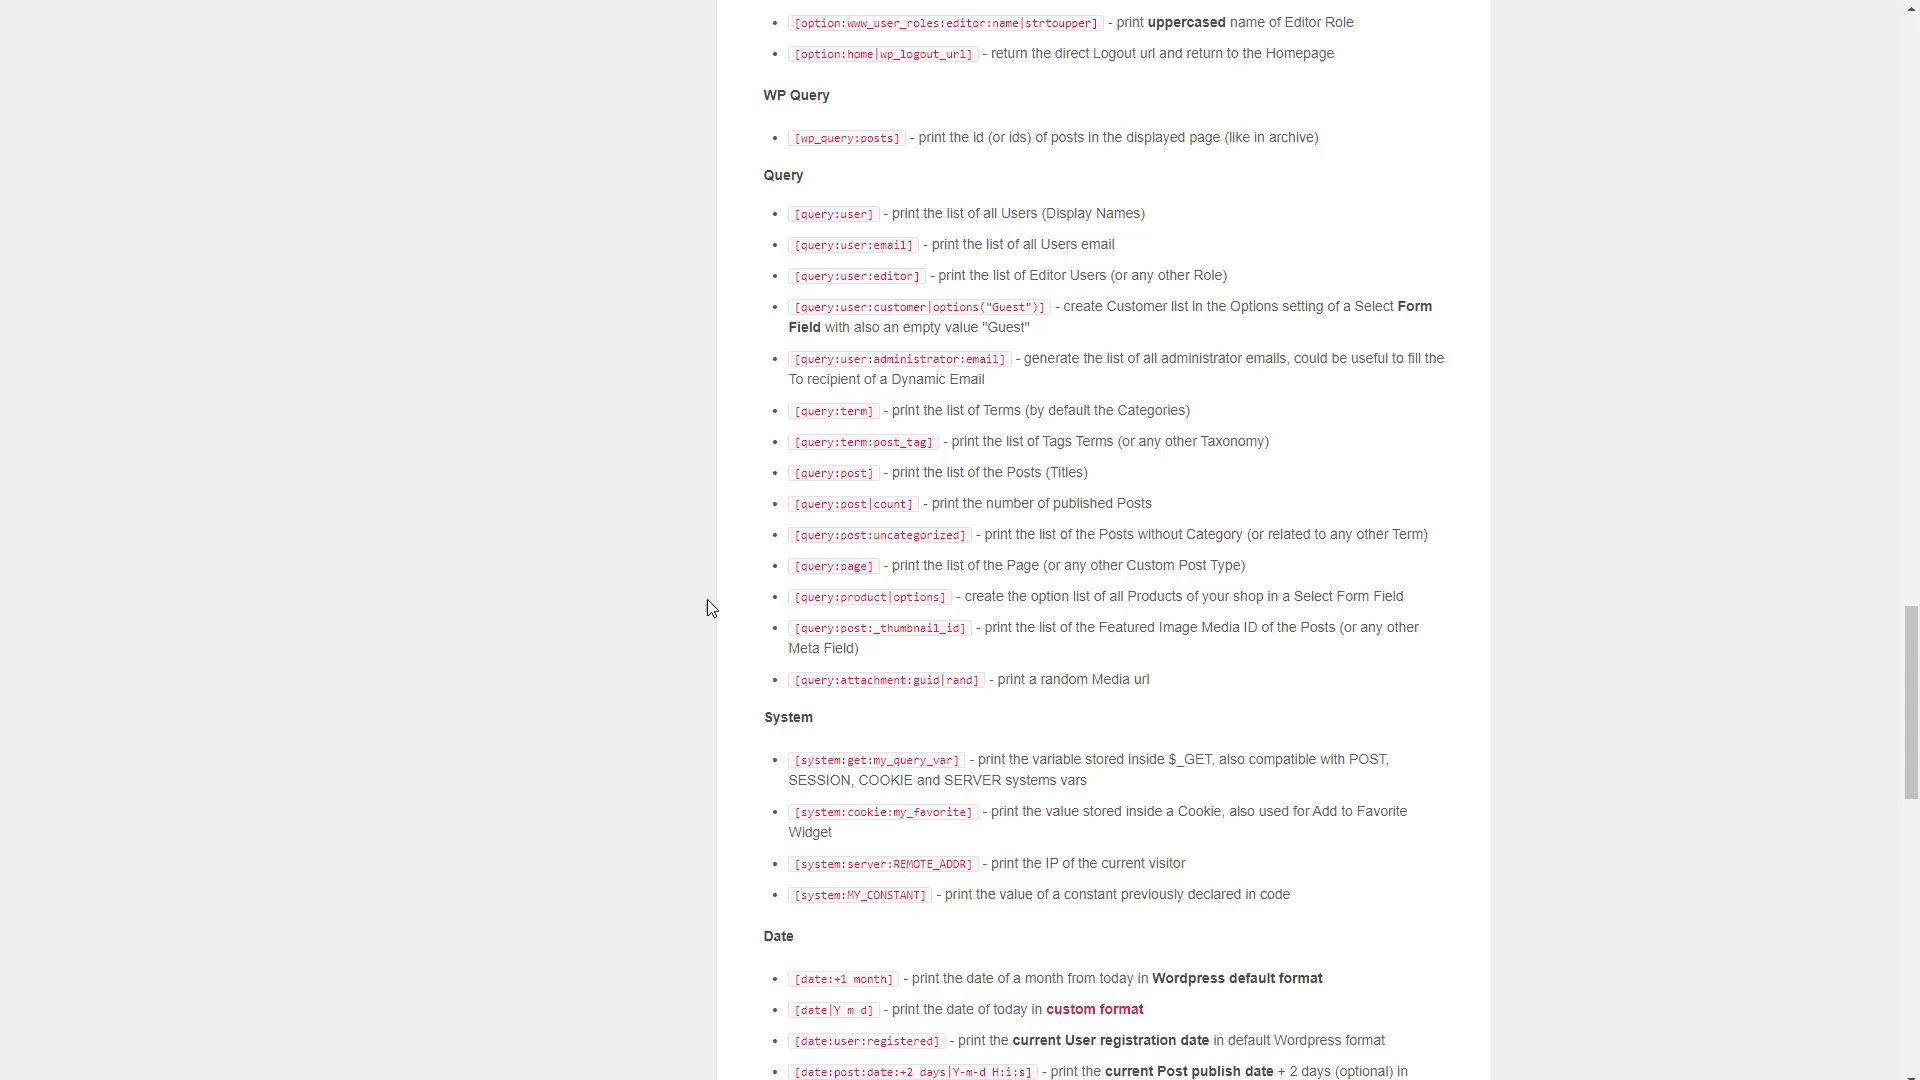 [option:www_user_roles:editor:name|strtoupper] - print uppercased name of Editor Role
[option:home|wp_logout_url] - return the direct Logout url and return to the Homepage
WP Query
[wp_query:posts] - print the id (or ids) of posts in the displayed page (like in archive)
Query
[query:user] - print the list of all Users (Display Names)
[query:user:email] - print the list of all Users email
[query:user:editor] - print the list of Editor Users (or any other Role)
[query:user:customer|options("Guest")] - create Customer list in the Options setting of a Select Form
Field with also an empty value "Guest"
[query:user:administrator:email] - generate the list of all administrator emails, could be useful to fill the
To recipient of a Dynamic Email
[query:term] - print the list of Terms (by default the Categories)
[query:term:post_tag] - print the list of Tags Terms (or any other Taxonomy)
[query:post] - print the list of the Posts (Titles)
[query:post|count] - print the number of published Posts
[query:post:uncategorized] - print the list of the Posts without Category (or related to any other Term)
[query:page] - print the list of the Page (or any other Custom Post Type)
[query:product|options] - create the option list of all Products of your shop in a Select Form Field
[query:post:_thumbnail_id] - print the list of the Featured Image Media ID of the Posts (or any other
Meta Field)
[query:attachment:guid|rand] - print a random Media url
System
[system:get:my_query_var] - print the variable stored inside $_GET, also compatible with POST,
SESSION, COOKIE and SERVER systems vars
[system:cookie:my_favorite] - print the value stored inside a Cookie, also used for Add to Favorite
Widget
[system:server:REMOTE_ADDR] - print the IP of the current visitor
[system:MY_CONSTANT] - print the value of a constant previously declared in code
Date
[date:+1 month] - print the date of a month from today in Wordpress default format
[date|Y m d] - print the date of today in custom format
[date:user:registered] - print the current User registration date in default Wordpress format
[date:post:date:+2 days|Y-m-d H:i:s] - print the current Post publish date + 2 days (optional) in